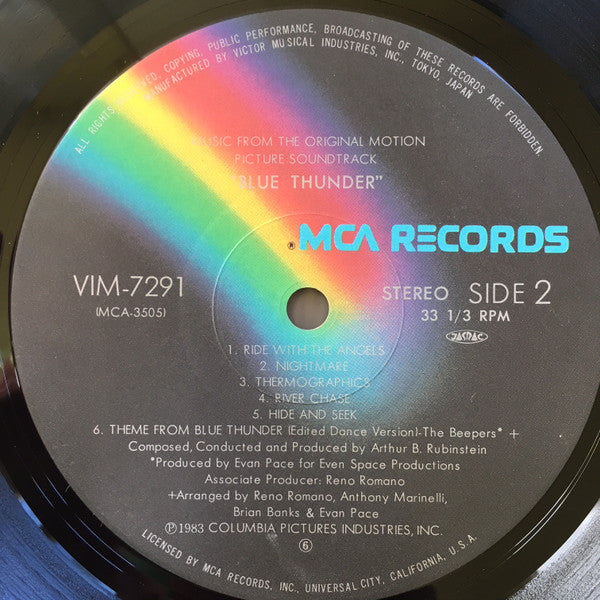 ALL RIGHTS RESERVED. COPYING, PUBLIC PERFORMANCE, BROADCASTING OF THESE RECORDS ARE FORBIDDEN.
MANUFACTURED BY VICTOR MUSICAL INDUSTRIES, INC., TOKYO, JAPAN
MUSIC FROM THE ORIGINAL MOTION
PICTURE SOUNDTRACK
"BLUE THUNDER"
® MCA RECORDS
VIM-7291
(MCA-3505)
STEREO SIDE 2
33 1/3 RPM
JASRAC
1. RIDE WITH THE ANGELS
2. NIGHTMARE
3. THERMOGRAPHICS
4. RIVER CHASE
5. HIDE AND SEEK
6. THEME FROM BLUE THUNDER (Edited Dance Version)-The Beepers* +
Composed, Conducted and Produced by Arthur B. Rubinstein
*Produced by Evan Pace for Even Space Productions
Associate Producer: Reno Romano
+Arranged by Reno Romano, Anthony Marinelli,
Brian Banks & Evan Pace
Ⓟ1983 COLUMBIA PICTURES INDUSTRIES, INC.
⑥
LICENSED BY MCA RECORDS, INC., UNIVERSAL CITY, CALIFORNIA, U.S.A.